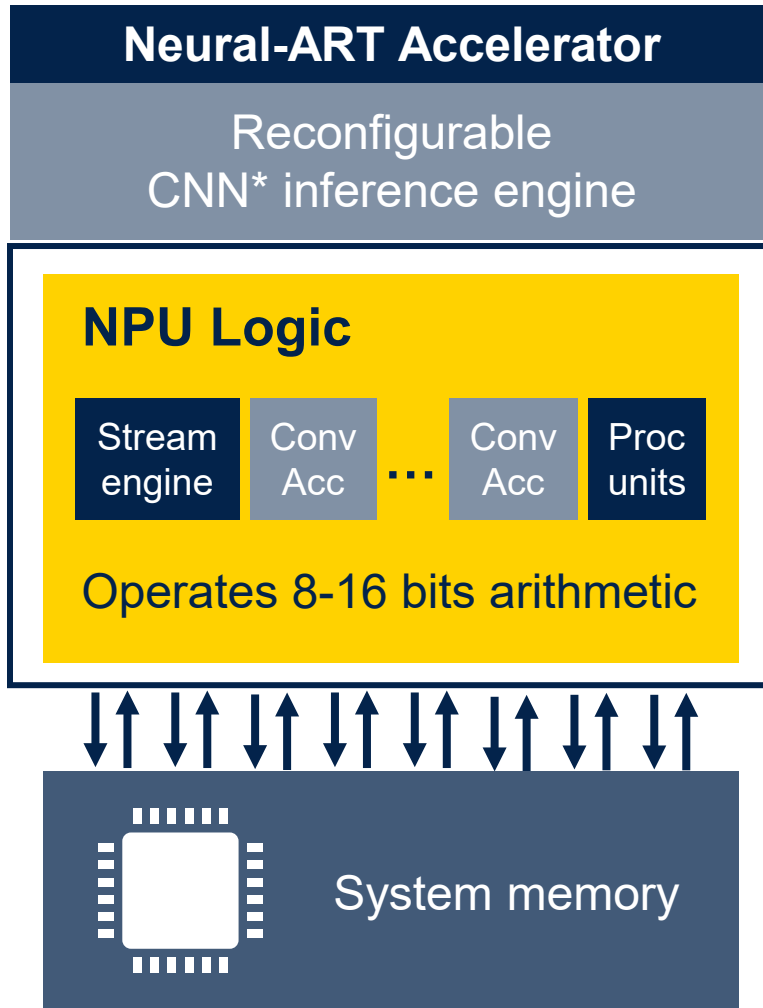 Neural-ART Accelerator
Reconfigurable
CNN* inference engine
NPU Logic
Stream
engine
Conv
Acc
...
Conv
Acc
Proc
units
Operates 8-16 bits arithmetic
System memory